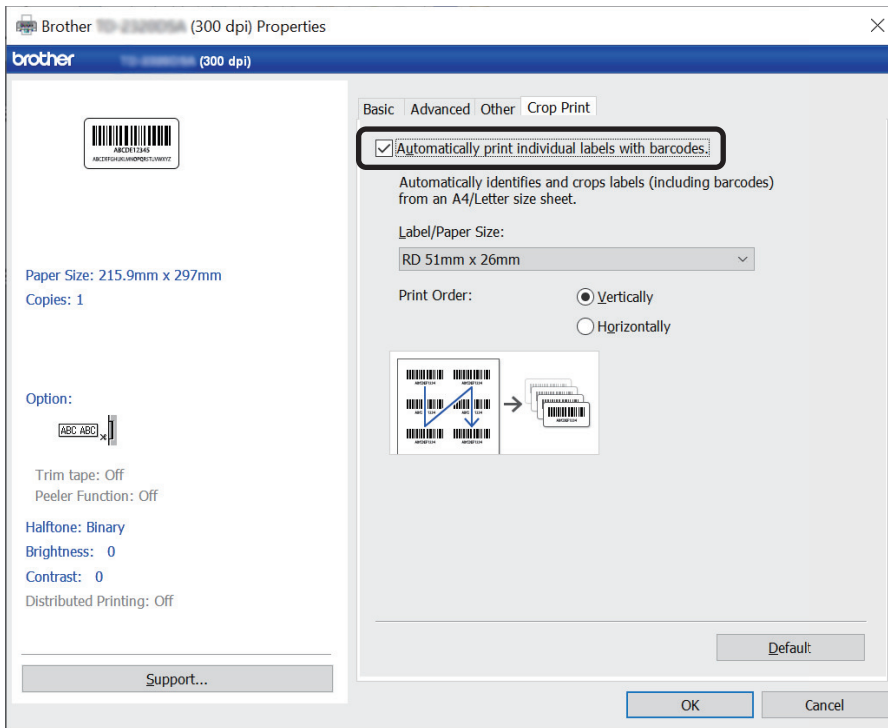 Brother (300 dpi) Properties
brother (300 dpi)
ABCDE12345
ABCDEFGHIJKLMNOPQRSTUVWXYZ
Paper Size: 215.9mm x 297mm
Copies: 1
Option:
ABC ABC
Trim tape: Off
Peeler Function: Off
Halftone: Binary
Brightness: 0
Contrast: 0
Distributed Printing: Off
Support...
Basic Advanced Other Crop Print
Automatically print individual labels with barcodes.
Automatically identifies and crops labels (including barcodes)
from an A4/Letter size sheet.
Label/Paper Size:
RD 51mm x 26mm
Print Order:
Vertically
Horizontally
Default
OK Cancel